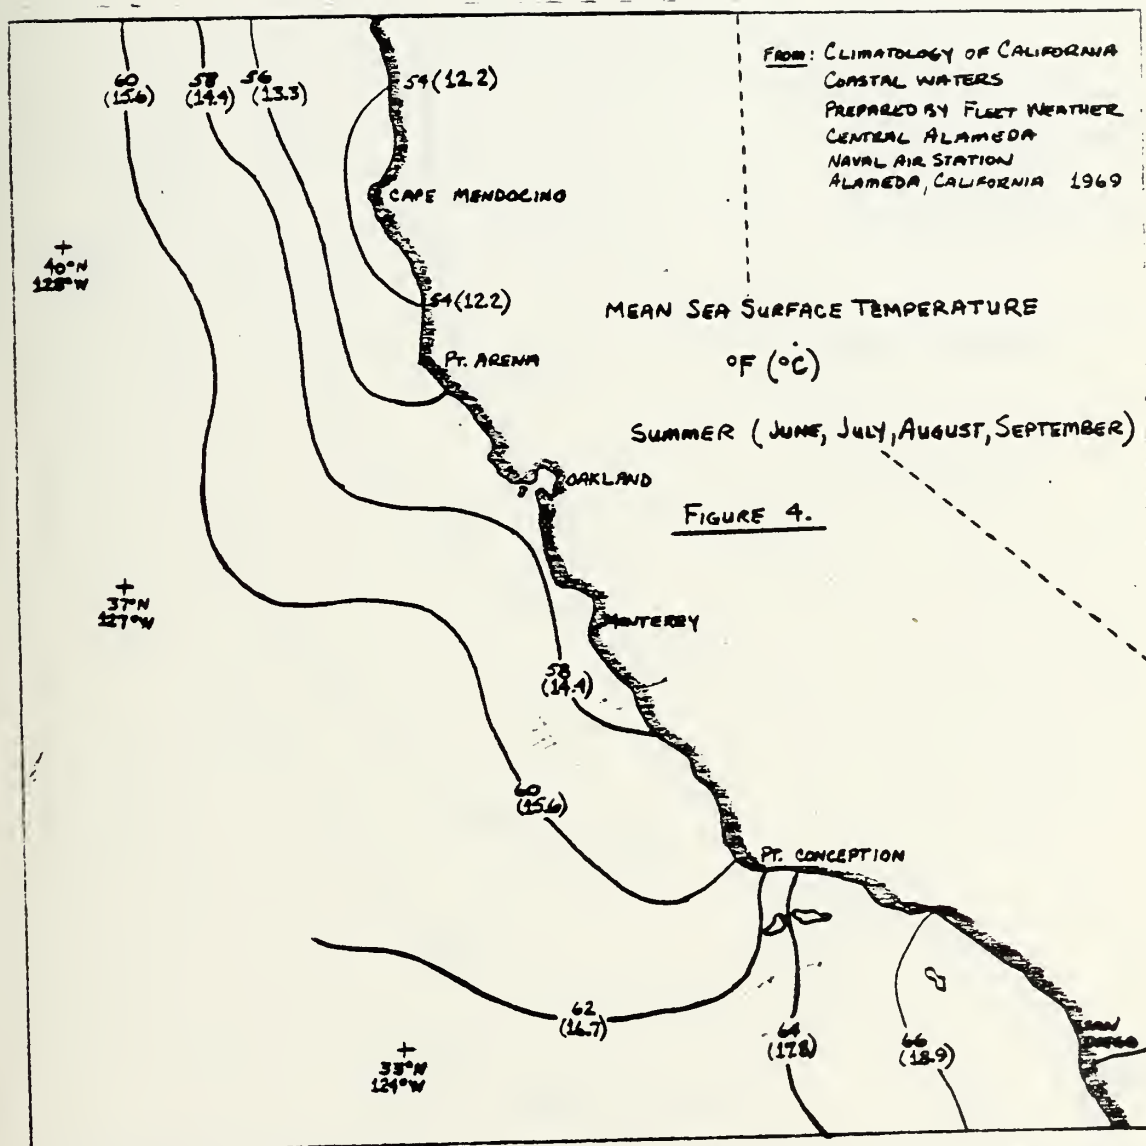 FROM: CLIMATOLOGY OF CALIFORNIA
COASTAL WATERS
PREPARED BY FLEET WEATHER
CENTRAL ALAMEDA
NAVAL AIR STATION
ALAMEDA, CALIFORNIA 1969
60
(15.6)
58
(14.4)
56
(13.3)
54 (12.2)
CAPE MENDOCINO
40°N
128°W
54 (12.2)
MEAN SEA SURFACE TEMPERATURE
°F (°C)
PT. ARENA
SUMMER (JUNE, JULY, AUGUST, SEPTEMBER)
OAKLAND
FIGURE 4.
37°N
127°W
MONTEREY
58
(14.4)
60
(15.6)
PT. CONCEPTION
62
(16.7)
64
(17.8)
66
(18.9)
SAN
DIEGO
33°N
124°W